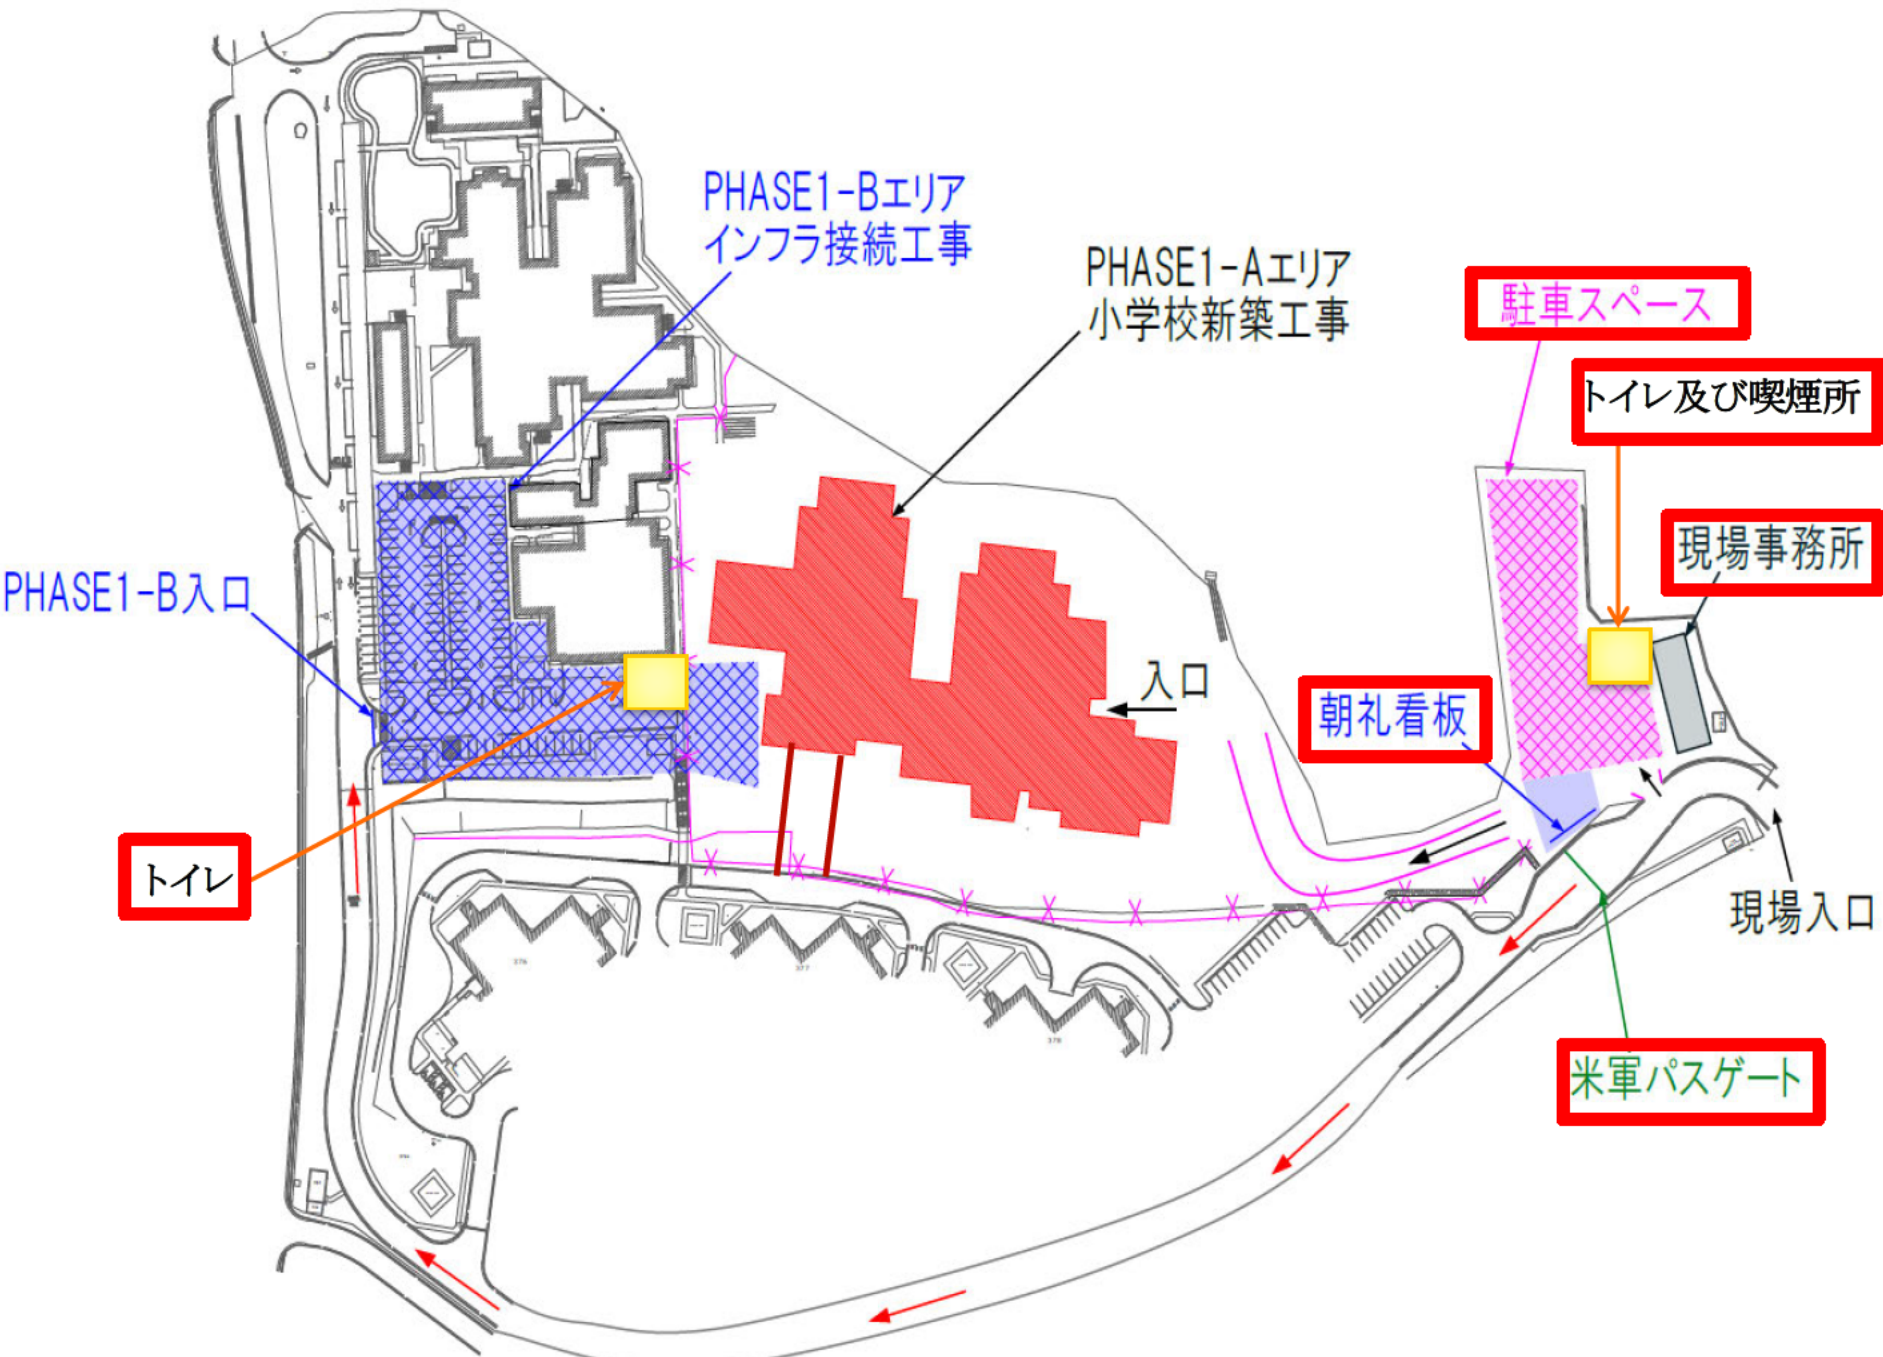 PHASE1-Bエリア
インフラ接続工事
PHASE1-Aエリア
小学校新築工事
駐車スペース
トイレ及び喫煙所
現場事務所
PHASE1-B入口
入口
朝礼看板
トイレ
現場入口
米軍パスゲート
376
377
378